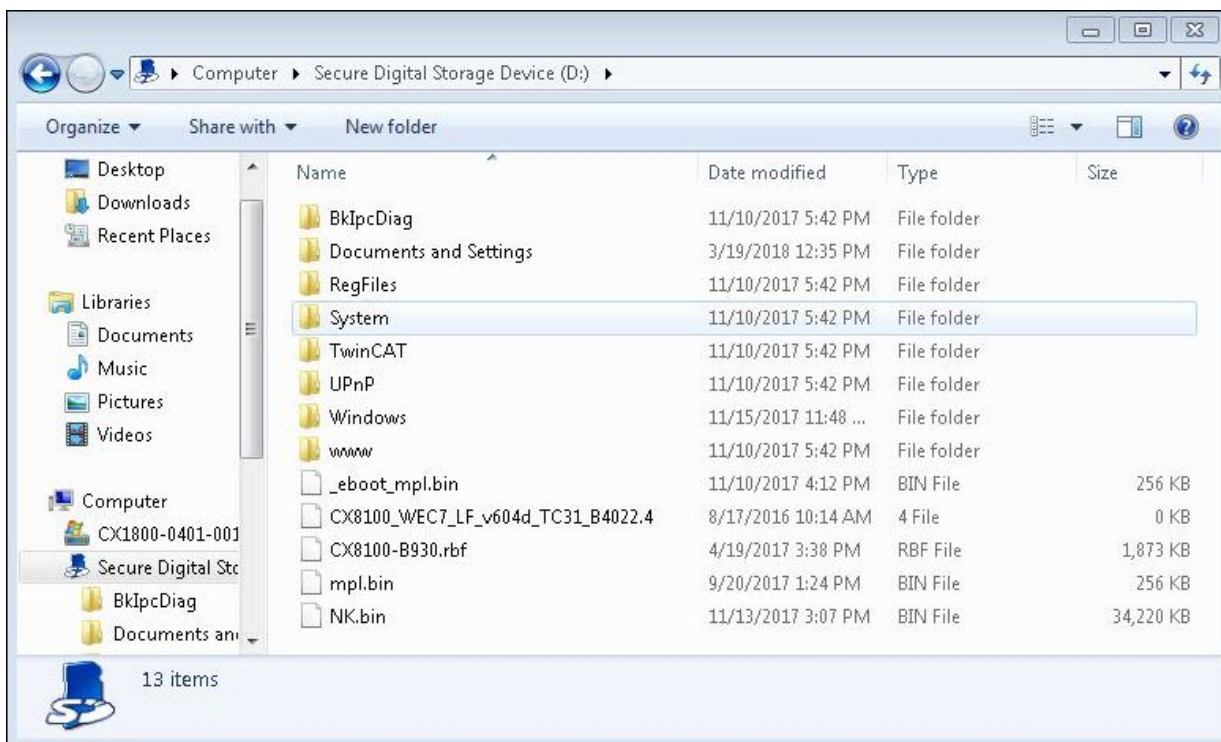 Computer ▸ Secure Digital Storage Device (D:) ▸
Organize Share with New folder
Desktop
Downloads
Recent Places
Libraries
Documents
Music
Pictures
Videos
Computer
CX1800-0401-001
Secure Digital Sto
BkIpcDiag
Documents an
Name Date modified Type Size
BkIpcDiag 11/10/2017 5:42 PM File folder
Documents and Settings 3/19/2018 12:35 PM File folder
RegFiles 11/10/2017 5:42 PM File folder
System 11/10/2017 5:42 PM File folder
TwinCAT 11/10/2017 5:42 PM File folder
UPnP 11/10/2017 5:42 PM File folder
Windows 11/15/2017 11:48 ... File folder
www 11/10/2017 5:42 PM File folder
_eboot_mpl.bin 11/10/2017 4:12 PM BIN File 256 KB
CX8100_WEC7_LF_v604d_TC31_B4022.4 8/17/2016 10:14 AM 4 File 0 KB
CX8100-B930.rbf 4/19/2017 3:38 PM RBF File 1,873 KB
mpl.bin 9/20/2017 1:24 PM BIN File 256 KB
NK.bin 11/13/2017 3:07 PM BIN File 34,220 KB
13 items
SD